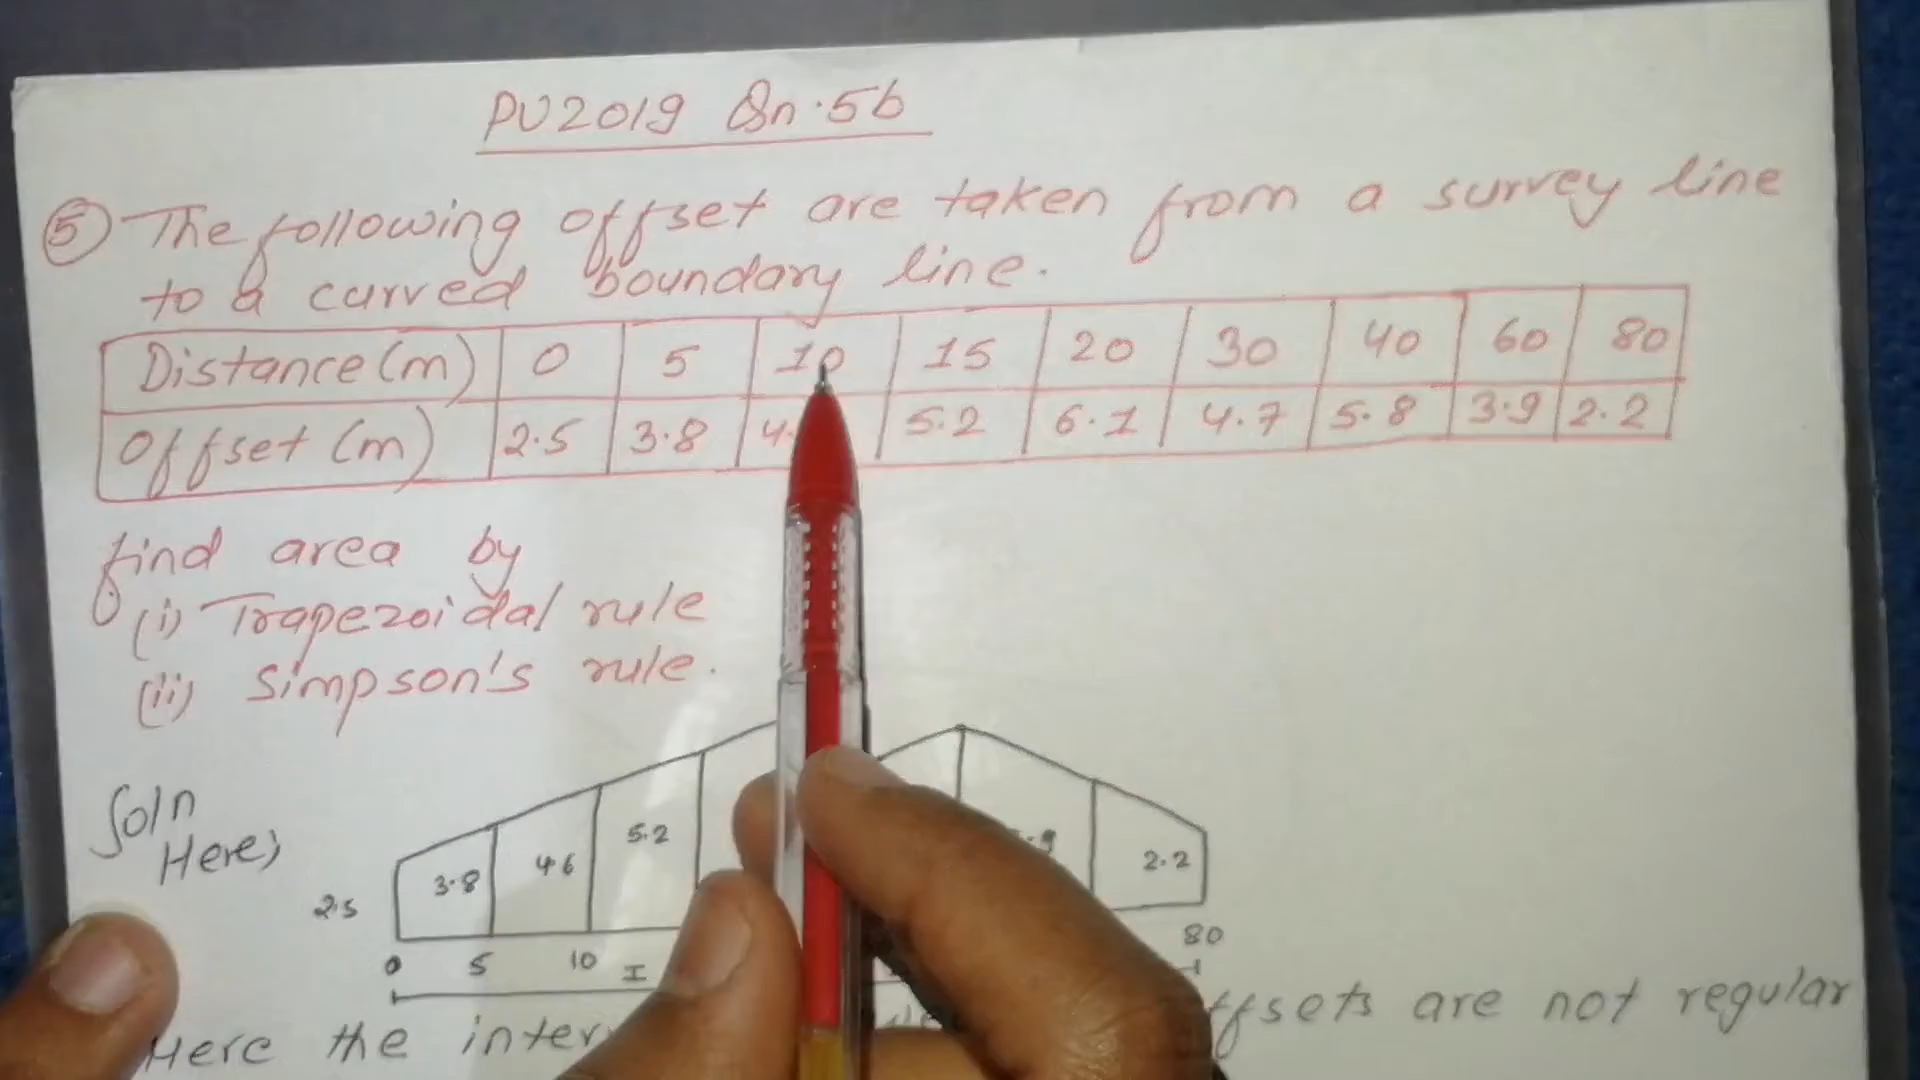 PU2019 Qn.5b
⑤ The following offset are taken from a survey line
to a curved boundary line.
Distance (m) 0 5 10 15 20 30 40 60 80
Offset (m) 2.5 3.8 4. 5.2 6.1 4.7 5.8 3.9 2.2
find area by
(i) Trapezoidal rule
(ii) Simpson's rule.
Soln
Here;
2.5 3.8 4.6 5.2 2.2
0 5 10 80
I
Here the are not regular